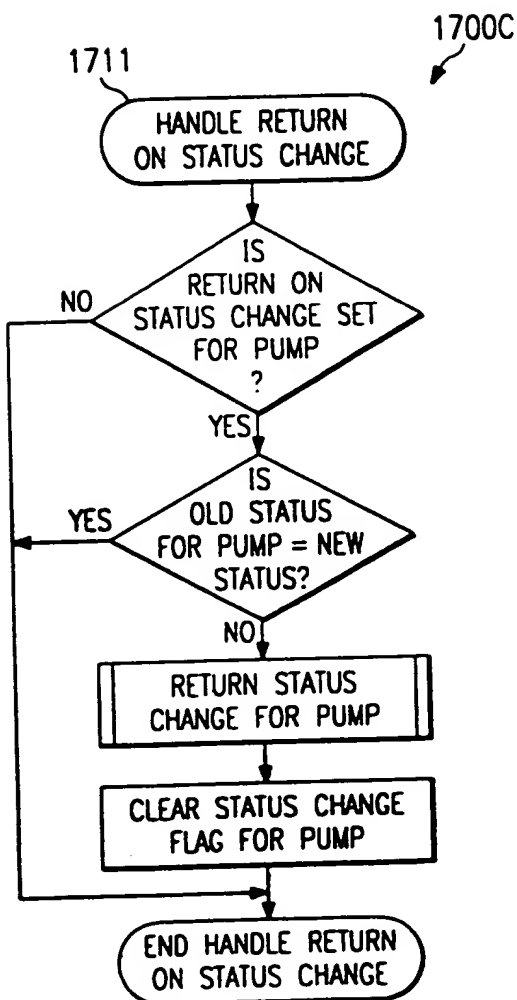 1700C
1711
HANDLE RETURN
ON STATUS CHANGE
IS
RETURN ON
STATUS CHANGE SET
FOR PUMP
?
NO
YES
IS
OLD STATUS
FOR PUMP = NEW
STATUS?
YES
NO
RETURN STATUS
CHANGE FOR PUMP
CLEAR STATUS CHANGE
FLAG FOR PUMP
END HANDLE RETURN
ON STATUS CHANGE